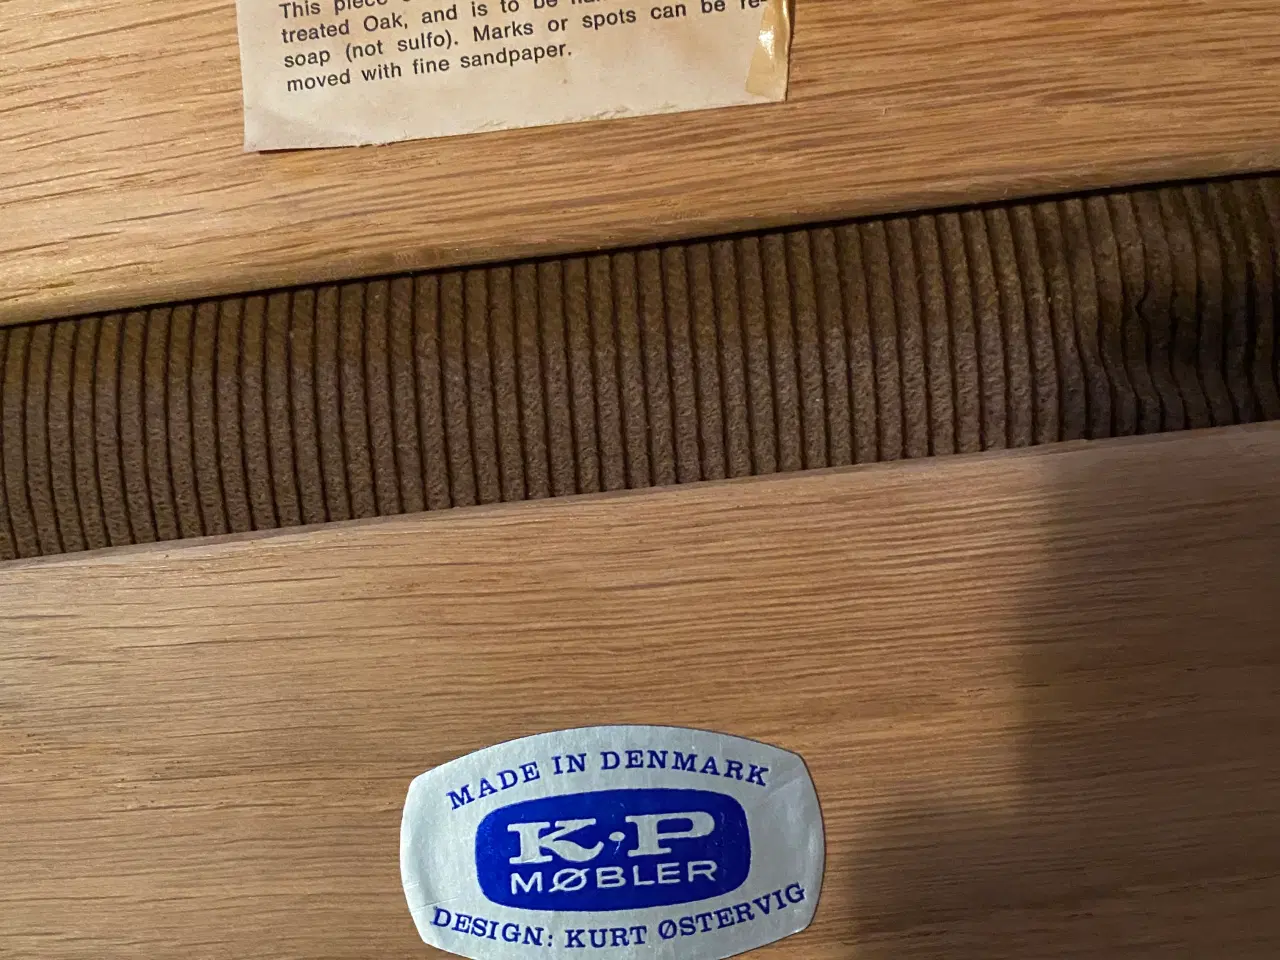 This piece
treated Oak, and is to be
soap (not sulfo). Marks or spots can be re-
moved with fine sandpaper.
MADE IN DENMARK
K·P
MØBLER
DESIGN: KURT ØSTERVIG